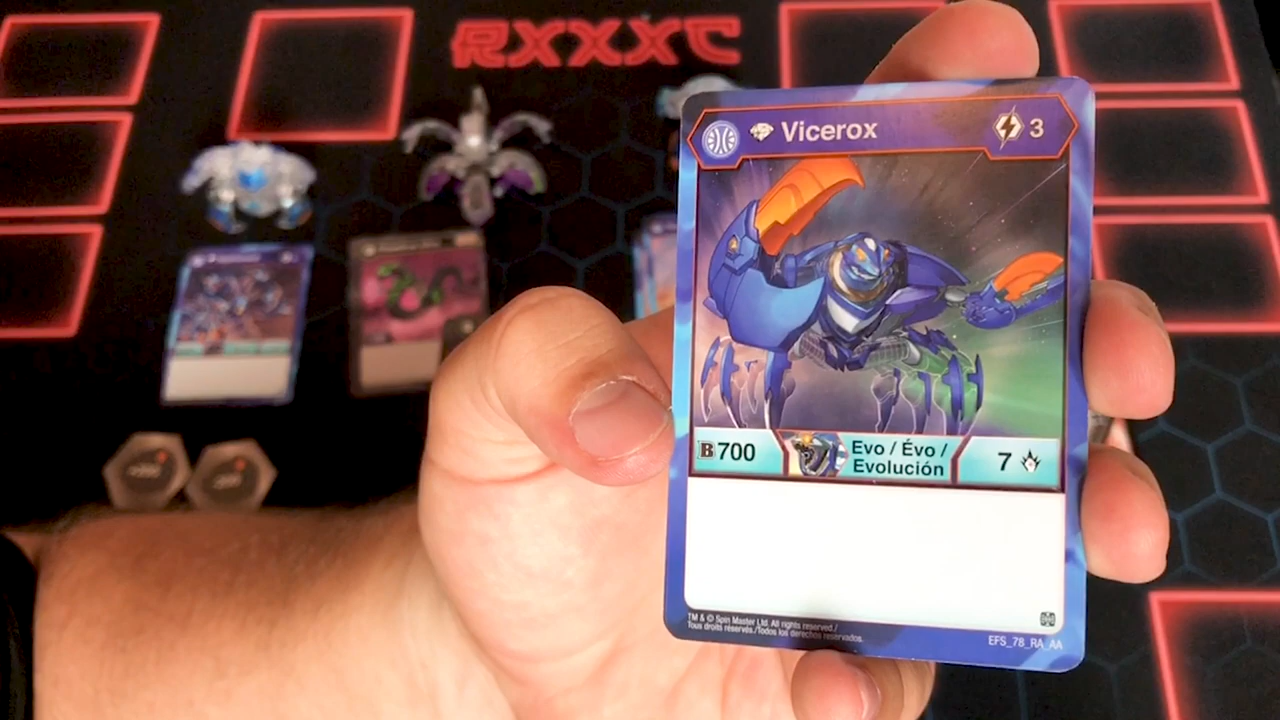 RXXXC
Vicerox
3
B700
Evo / Évo /
Evolución
7
TM & © Spin Master Ltd. All rights reserved./
Tous droits réservés./Todos los derechos reservados.
EFS_78_RA_AA